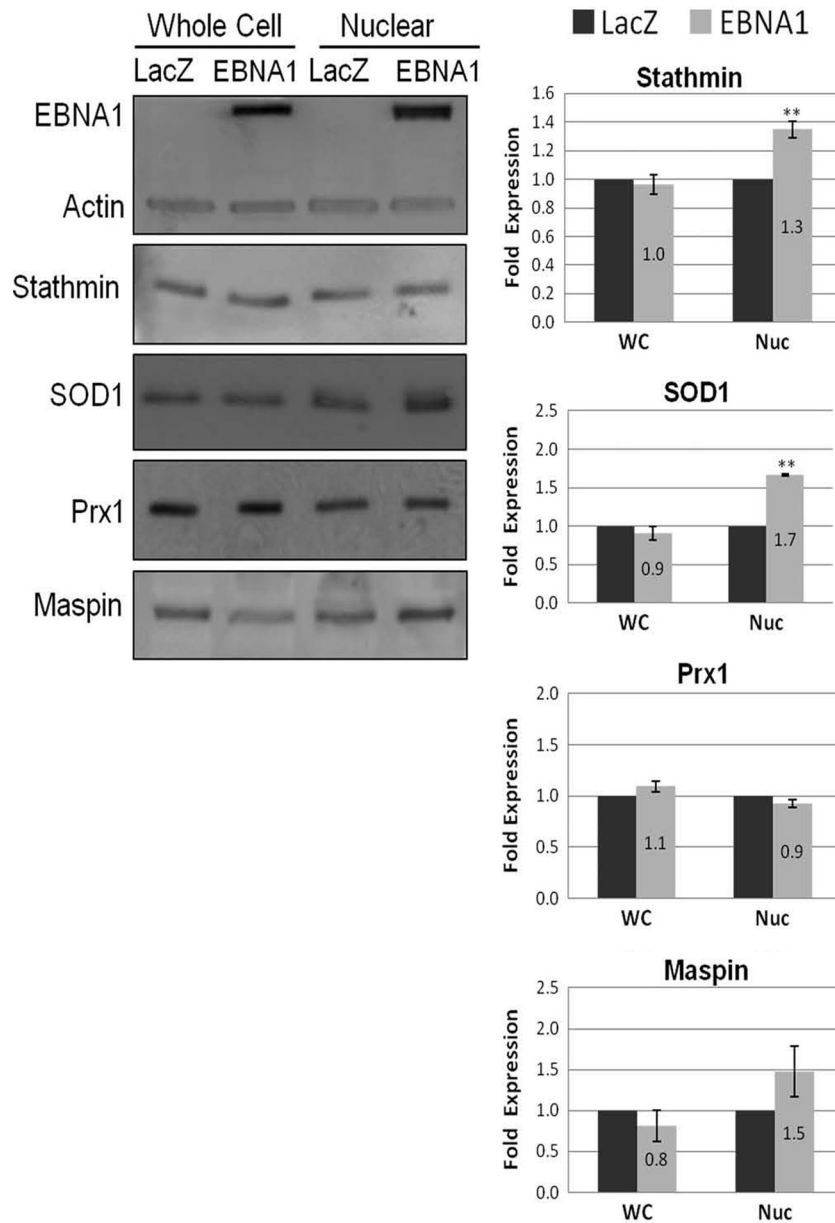 Whole Cell Nuclear
LacZ EBNA1 LacZ EBNA1
EBNA1
Actin
Stathmin
SOD1
Prx1
Maspin
LacZ EBNA1
Stathmin
Fold Expression
1.6
1.4
1.2
1.0
0.8
0.6
0.4
0.2
0.0
**
1.0
1.3
WC Nuc
SOD1
Fold Expression
2.5
2.0
1.5
1.0
0.5
0.0
**
0.9
1.7
WC Nuc
Prx1
Fold Expression
2.0
1.5
1.0
0.5
0.0
1.1
0.9
WC Nuc
Maspin
Fold Expression
2.5
2.0
1.5
1.0
0.5
0.0
0.8
1.5
WC Nuc